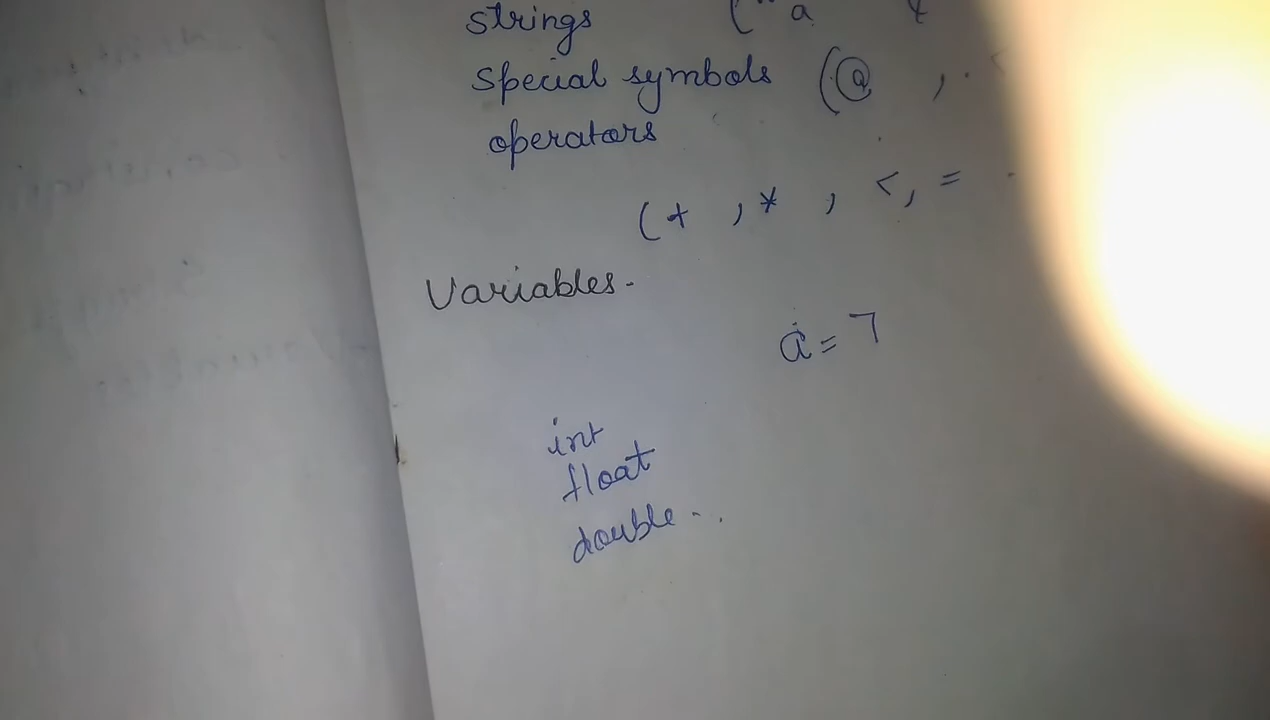 strings ( " a
special symbols (@ , .
operators
(+ , * , <, =
Variables.
a = 7
int
float
double...